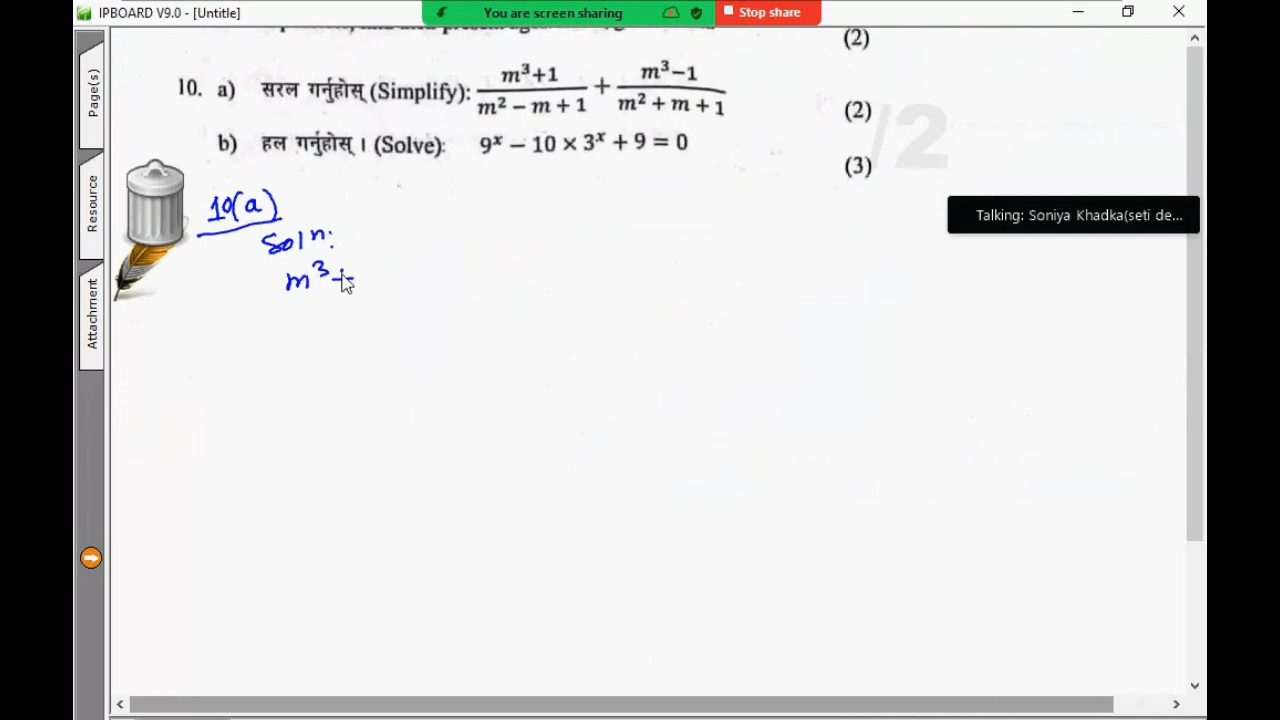 IPBOARD V9.0 - [Untitle]
You are screen sharing
Stop share
(2)
10. a) सरल गर्नुहोस् (Simplify): m³+1 / m² − m + 1 + m³−1 / m² + m + 1
(2)
b) हल गर्नुहोस् । (Solve): 9ˣ − 10 × 3ˣ + 9 = 0
(3)
/2
Talking: Soniya Khadka(seti de...
10(a)
Solⁿ:
m³ +
Page(s)
Resource
Attachment